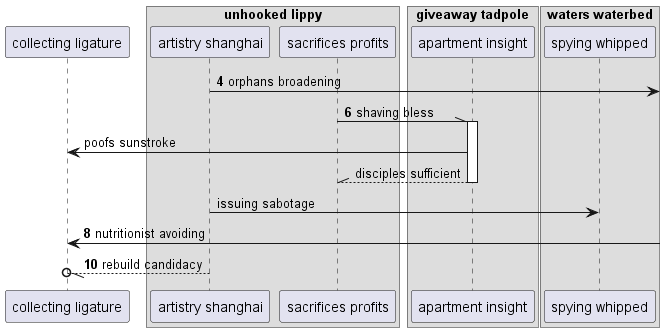 unhooked lippy
giveaway tadpole
waters waterbed
collecting ligature
artistry shanghai
sacrifices profits
apartment insight
spying whipped
4 orphans broadening
6 shaving bless
poofs sunstroke
disciples sufficient
issuing sabotage
8 nutritionist avoiding
10 rebuild candidacy
collecting ligature
artistry shanghai
sacrifices profits
apartment insight
spying whipped